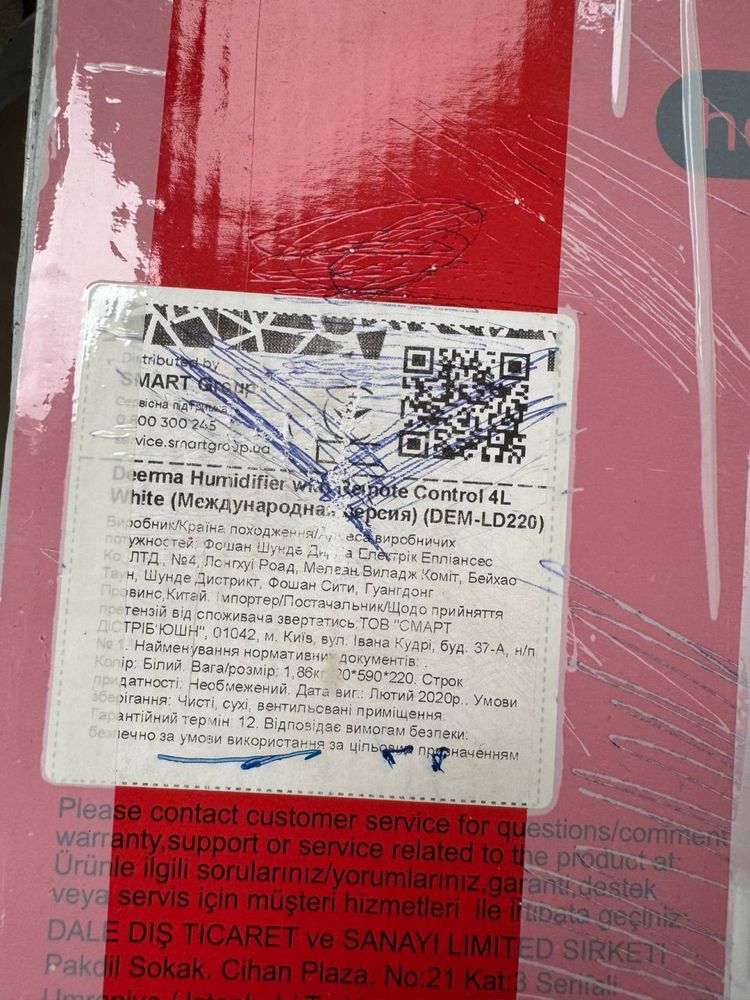 ho
Distributed by
SMART Group
Сервісна підтримка
0 800 300 245
service.smartgroup.ua
Deerma Humidifier with Remote Control 4L
White (Международная версия) (DEM-LD220)
Виробник/Країна походження/Адреса виробничих
потужностей: Фошан Шунде Дирма Електрік Епліансес
Ко, ЛТД., №4, Лонгхуі Роад, Мелван Виладж Коміт, Бейхао
Таун, Шунде Дистрикт, Фошан Сити, Гуангдонг
Провинс,Китай. Імпортер/Постачальник/Щодо прийняття
претензій від споживача звертатись:ТОВ "СМАРТ
ДІСТРІБ'ЮШН", 01042, м. Київ, вул. Івана Кудрі, буд. 37-А, н/п
№ 1. Найменування нормативних документів: .
Колір: Білий. Вага/розмір: 1,86кг 20*590*220. Строк
придатності: Необмежений. Дата виг.: Лютий 2020р.. Умови
зберігання: Чисті, сухі, вентильовані приміщення.
Гарантійний термін: 12. Відповідає вимогам безпеки:
безпечно за умови використання за цільовим призначенням
Please contact customer service for questions/comment
warranty,support or service related to the product at:
Ürünle ilgili sorularınız/yorumlarınız,garanti,destek
veya servis için müşteri hizmetleri ile irtibata geçiniz:
DALE DIŞ TICARET ve SANAYI LIMITED SIRKETi
Pakdil Sokak. Cihan Plaza. No:21 Kat:3 Serifali